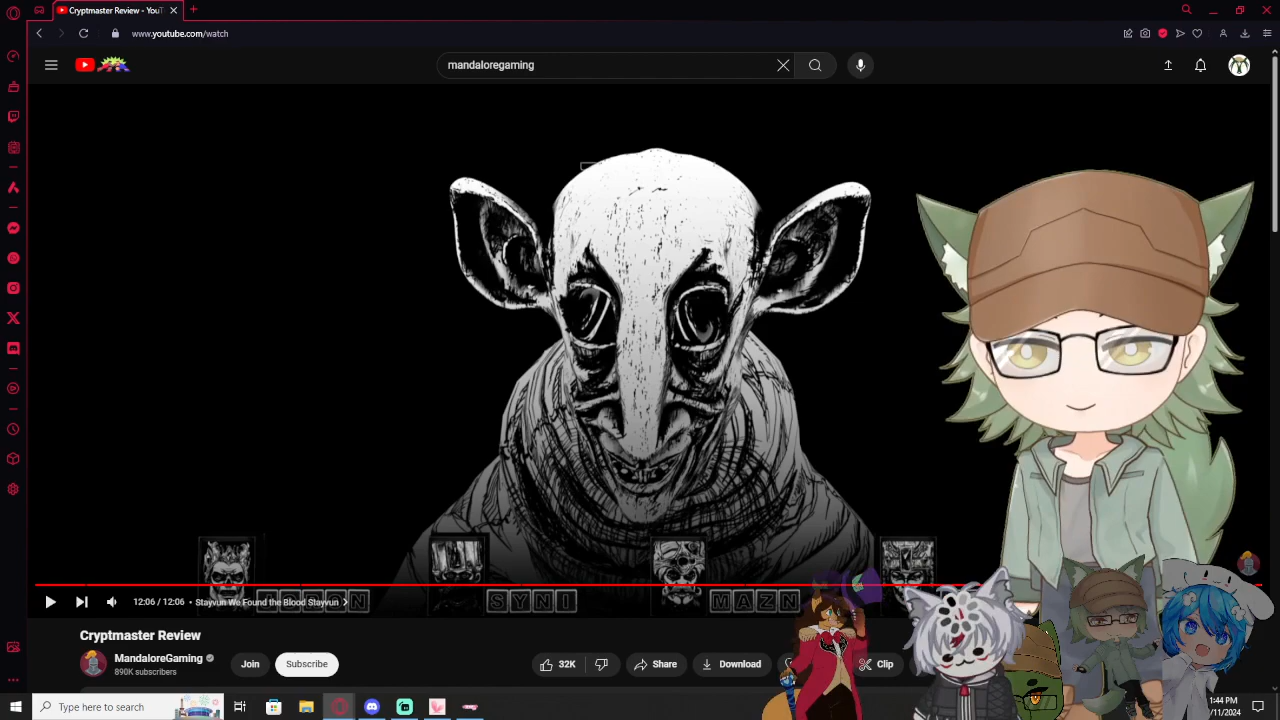 Cryptmaster Review - YouT
www.youtube.com/watch
mandaloregaming
N
SYNI
MAZN
12:06 / 12:06 • Stayvun We Found the Blood Stayvun
Cryptmaster Review
MandaloreGaming
890K subscribers
Join
Subscribe
32K
Share
Download
Clip
Type here to search
1:44 PM
/11/2024